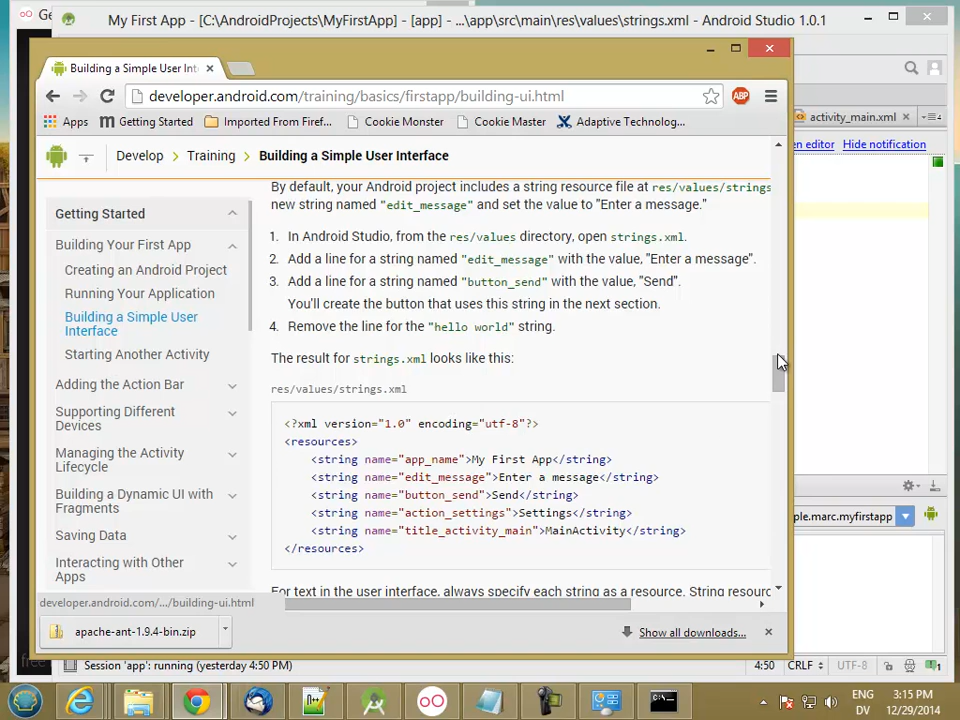 My First App - [C:\AndroidProjects\MyFirstApp] - [app] - ...\app\src\main\res\values\strings.xml - Android Studio 1.0.1
Building a Simple User Int
developer.android.com/training/basics/firstapp/building-ui.html
ABP
Apps
Getting Started
Imported From Firef...
Cookie Monster
Cookie Master
Adaptive Technolog...
activity_main.xml
en editor
Hide notification
Develop > Training > Building a Simple User Interface
Getting Started
Building Your First App
Creating an Android Project
Running Your Application
Building a Simple User
Interface
Starting Another Activity
Adding the Action Bar
Supporting Different
Devices
Managing the Activity
Lifecycle
Building a Dynamic UI with
Fragments
Saving Data
Interacting with Other
Apps
By default, your Android project includes a string resource file at res/values/strings
new string named "edit_message" and set the value to "Enter a message."
1. In Android Studio, from the res/values directory, open strings.xml.
2. Add a line for a string named "edit_message" with the value, "Enter a message".
3. Add a line for a string named "button_send" with the value, "Send".
You'll create the button that uses this string in the next section.
4. Remove the line for the "hello world" string.
The result for strings.xml looks like this:
res/values/strings.xml
<?xml version="1.0" encoding="utf-8"?>
<resources>
<string name="app_name">My First App</string>
<string name="edit_message">Enter a message</string>
<string name="button_send">Send</string>
<string name="action_settings">Settings</string>
<string name="title_activity_main">MainActivity</string>
</resources>
For text in the user interface, always specify each string as a resource. String resourc
ple.marc.myfirstapp
developer.android.com/.../building-ui.html
apache-ant-1.9.4-bin.zip
Show all downloads...
Session 'app': running (yesterday 4:50 PM)
4:50 CRLF UTF-8
ENG
DV
3:15 PM
12/29/2014